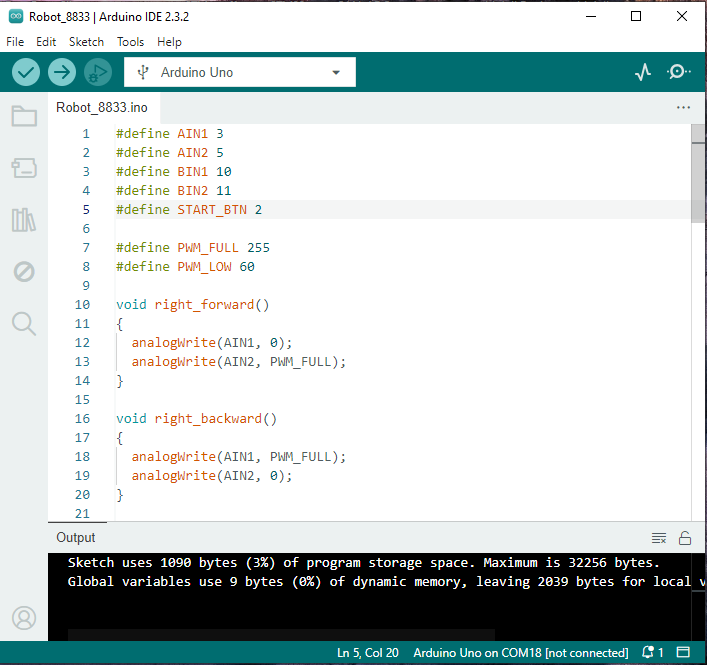 Robot_8833 | Arduino IDE 2.3.2
File Edit Sketch Tools Help
Arduino Uno
Robot_8833.ino
1 #define AIN1 3
2 #define AIN2 5
3 #define BIN1 10
4 #define BIN2 11
5 #define START_BTN 2
6
7 #define PWM_FULL 255
8 #define PWM_LOW 60
9
10 void right_forward()
11 {
12 analogWrite(AIN1, 0);
13 analogWrite(AIN2, PWM_FULL);
14 }
15
16 void right_backward()
17 {
18 analogWrite(AIN1, PWM_FULL);
19 analogWrite(AIN2, 0);
20 }
21
Output
Sketch uses 1090 bytes (3%) of program storage space. Maximum is 32256 bytes.
Global variables use 9 bytes (0%) of dynamic memory, leaving 2039 bytes for local v
Ln 5, Col 20 Arduino Uno on COM18 [not connected] 1